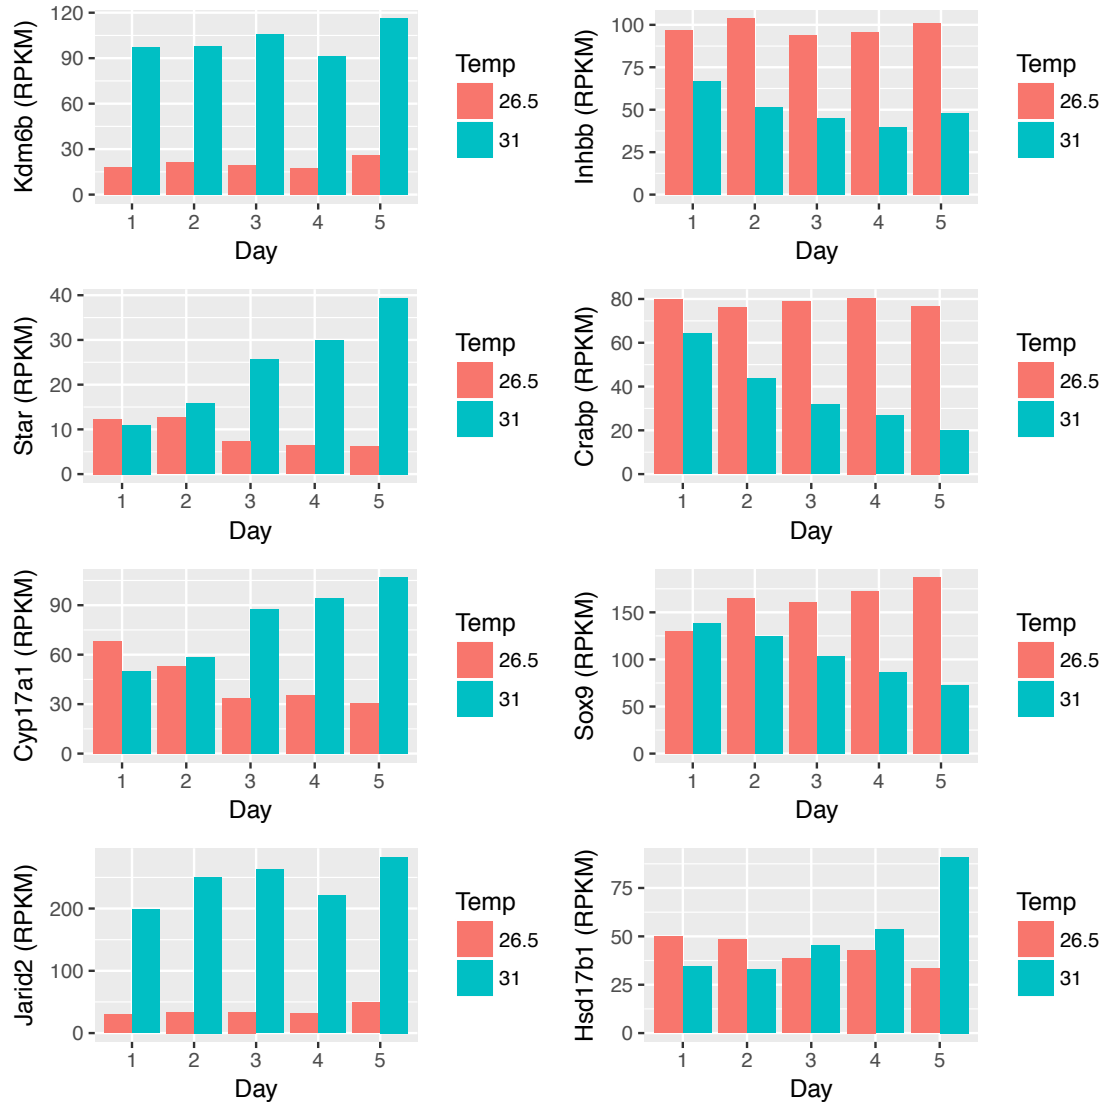 Kdm6b (RPKM)
120
90
60
30
0
1 2 3 4 5
Day
Temp
26.5
31
Inhbb (RPKM)
100
75
50
25
0
1 2 3 4 5
Day
Temp
26.5
31
Star (RPKM)
40
30
20
10
0
1 2 3 4 5
Day
Temp
26.5
31
Crabp (RPKM)
80
60
40
20
0
1 2 3 4 5
Day
Temp
26.5
31
Cyp17a1 (RPKM)
90
60
30
0
1 2 3 4 5
Day
Temp
26.5
31
Sox9 (RPKM)
150
100
50
0
1 2 3 4 5
Day
Temp
26.5
31
Jarid2 (RPKM)
200
100
0
1 2 3 4 5
Day
Temp
26.5
31
Hsd17b1 (RPKM)
75
50
25
0
1 2 3 4 5
Day
Temp
26.5
31